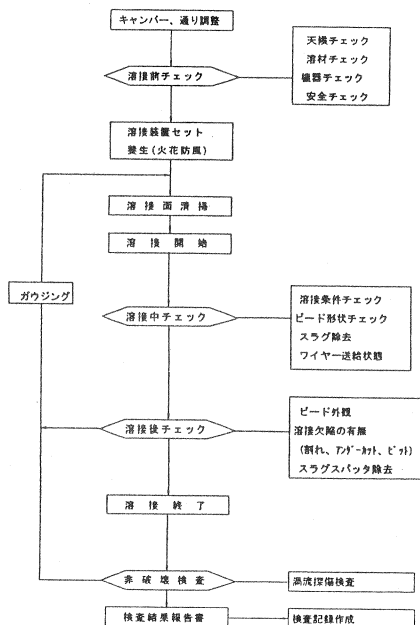 キャンバー、通り調整
溶接前チェック
天候チェック
溶材チェック
機器チェック
安全チェック
溶接装置セット
養生(火花防風)
溶接面清掃
溶接開始
ガウジング
溶接中チェック
溶接条件チェック
ビード形状チェック
スラグ除去
ワイヤー送給状態
溶接後チェック
ビード外観
溶接欠陥の有無
(割れ、アンダーカット、ピット)
スラグスパッタ除去
溶接終了
非破壊検査
渦流探傷検査
検査結果報告書
検査記録作成